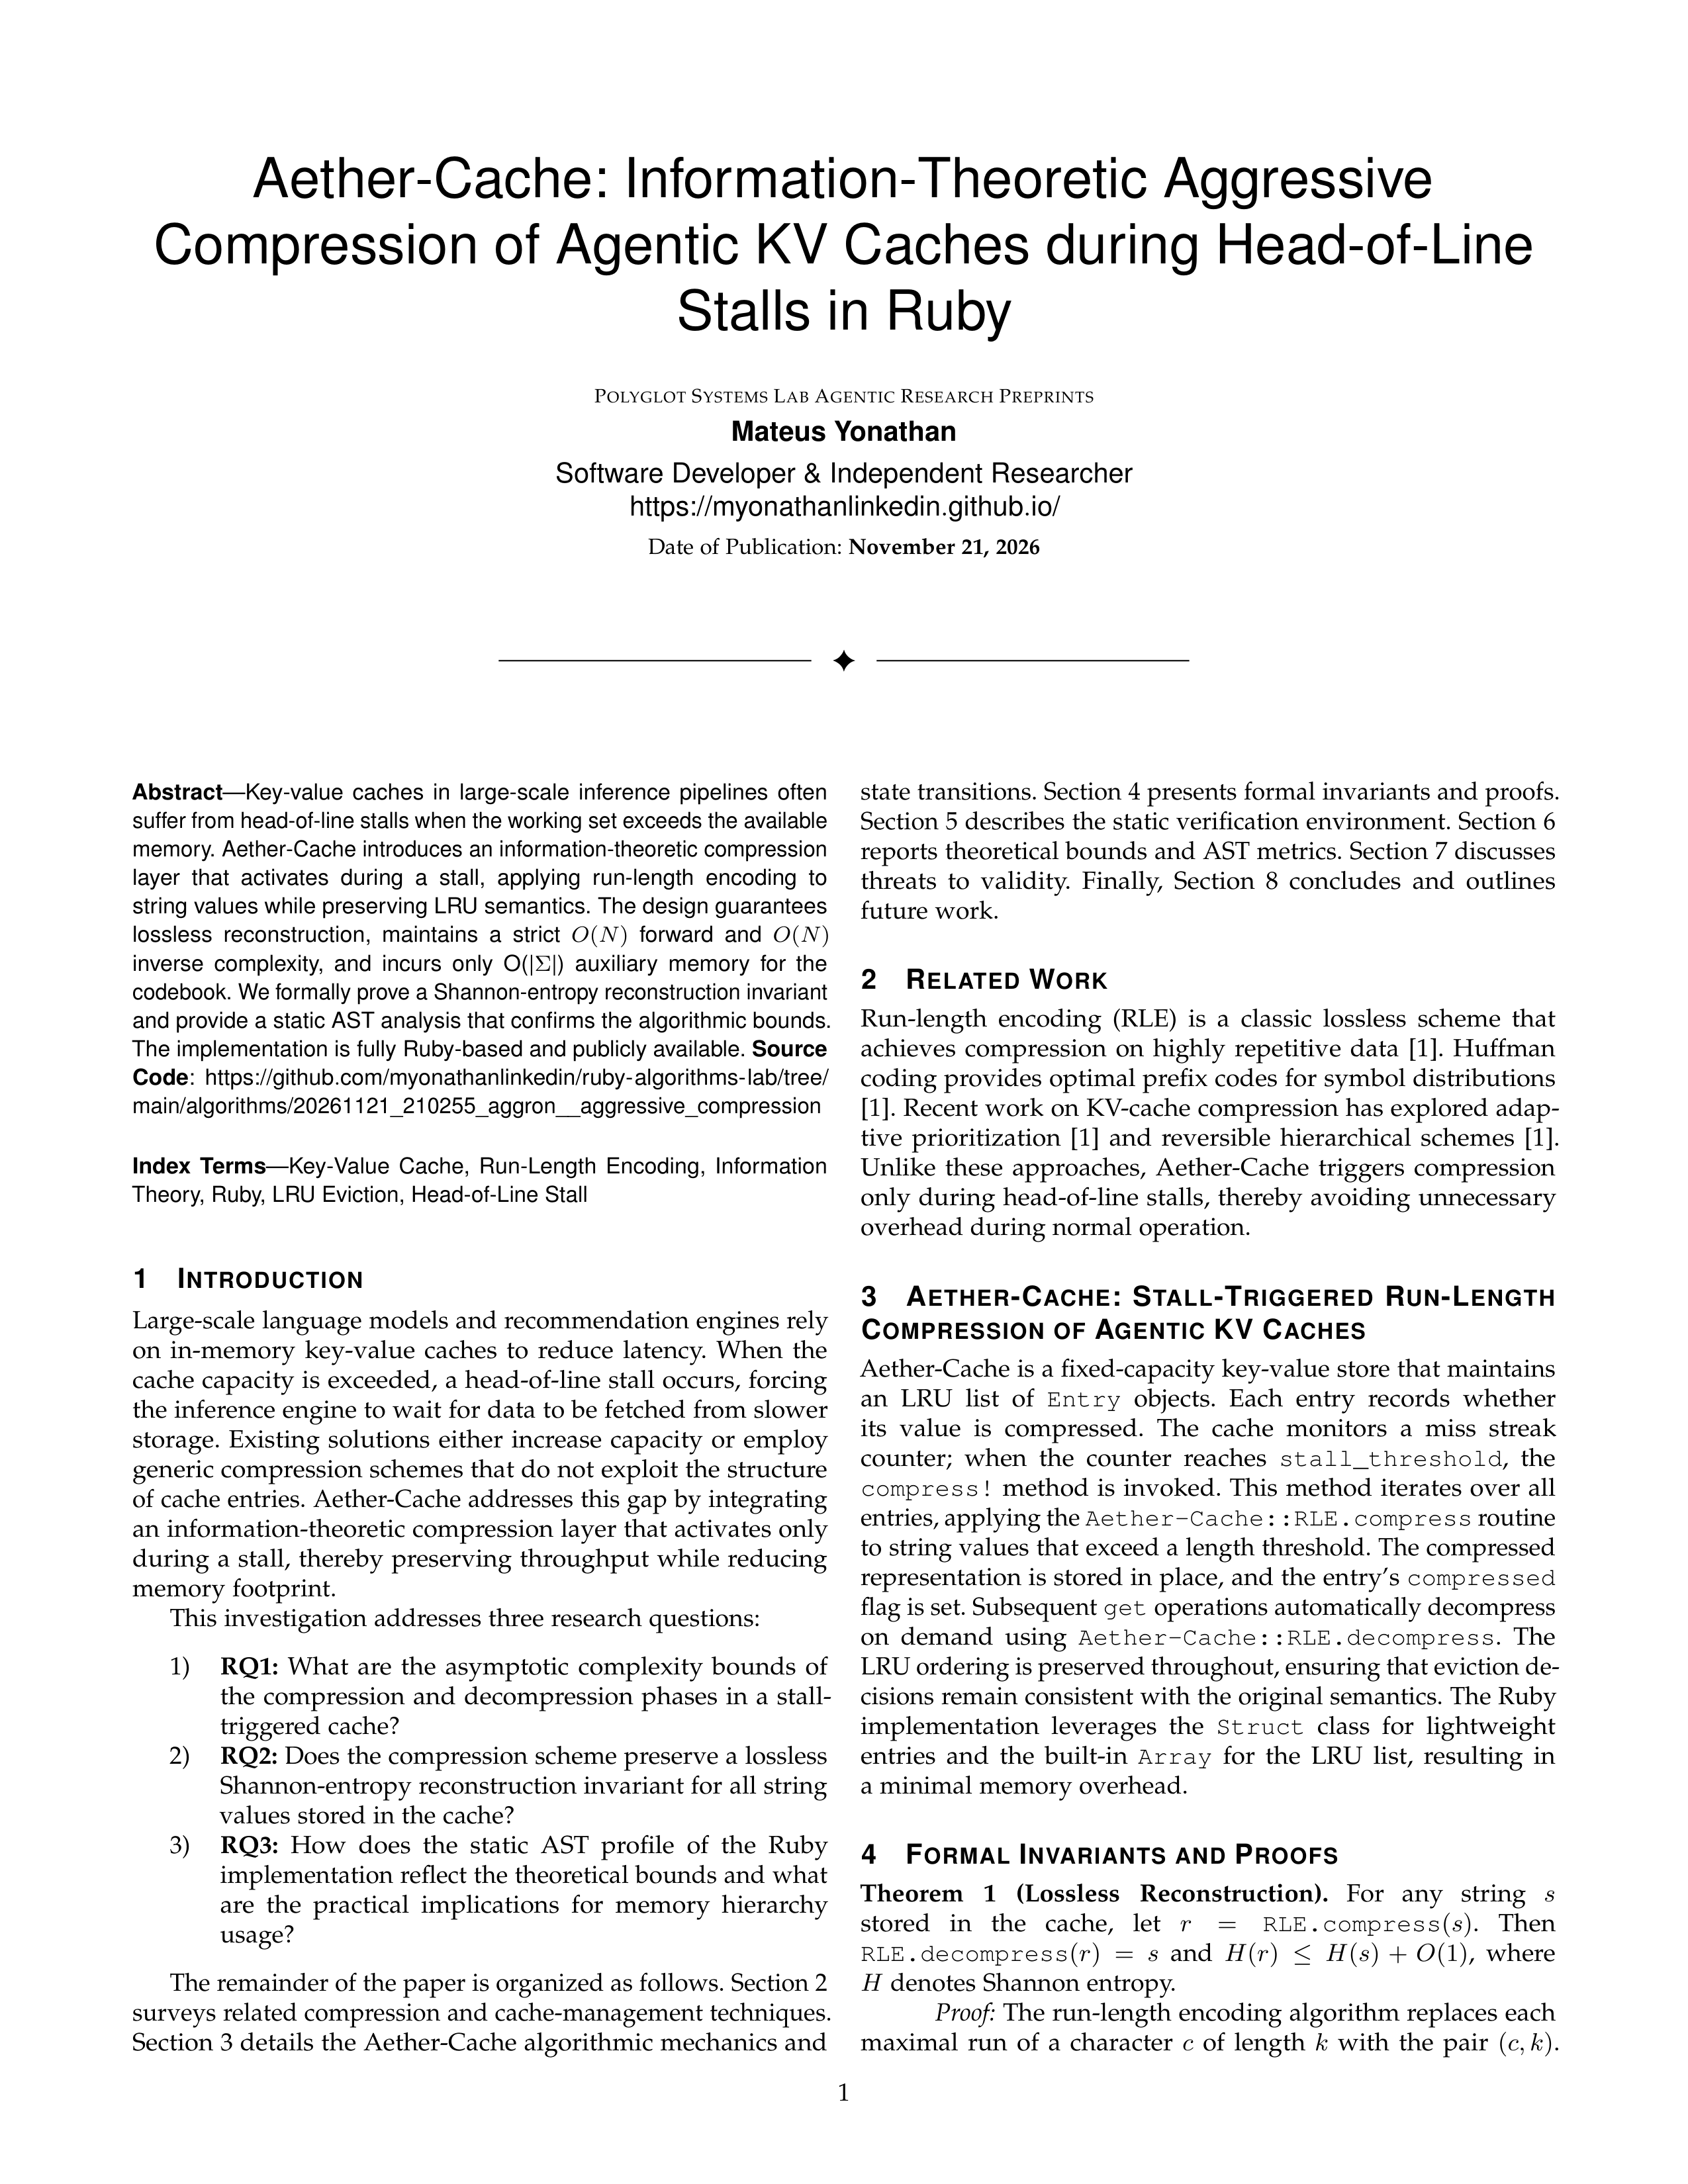 Aether-Cache: Information-Theoretic Aggressive
Compression of Agentic KV Caches during Head-of-Line
Stalls in Ruby
POLYGLOT SYSTEMS LAB AGENTIC RESEARCH PREPRINTS
Mateus Yonathan
Software Developer & Independent Researcher
https://myonathanlinkedin.github.io/
Date of Publication: November 21, 2026
Abstract—Key-value caches in large-scale inference pipelines often
suffer from head-of-line stalls when the working set exceeds the available
memory. Aether-Cache introduces an information-theoretic compression
layer that activates during a stall, applying run-length encoding to
string values while preserving LRU semantics. The design guarantees
lossless reconstruction, maintains a strict O(N) forward and O(N)
inverse complexity, and incurs only O(|Σ|) auxiliary memory for the
codebook. We formally prove a Shannon-entropy reconstruction invariant
and provide a static AST analysis that confirms the algorithmic bounds.
The implementation is fully Ruby-based and publicly available. Source
Code: https://github.com/myonathanlinkedin/ruby-algorithms-lab/tree/
main/algorithms/20261121_210255_aggron__aggressive_compression
Index Terms—Key-Value Cache, Run-Length Encoding, Information
Theory, Ruby, LRU Eviction, Head-of-Line Stall
1 INTRODUCTION
Large-scale language models and recommendation engines rely
on in-memory key-value caches to reduce latency. When the
cache capacity is exceeded, a head-of-line stall occurs, forcing
the inference engine to wait for data to be fetched from slower
storage. Existing solutions either increase capacity or employ
generic compression schemes that do not exploit the structure
of cache entries. Aether-Cache addresses this gap by integrating
an information-theoretic compression layer that activates only
during a stall, thereby preserving throughput while reducing
memory footprint.
This investigation addresses three research questions:
1) RQ1: What are the asymptotic complexity bounds of
the compression and decompression phases in a stall-
triggered cache?
2) RQ2: Does the compression scheme preserve a lossless
Shannon-entropy reconstruction invariant for all string
values stored in the cache?
3) RQ3: How does the static AST profile of the Ruby
implementation reflect the theoretical bounds and what
are the practical implications for memory hierarchy
usage?
The remainder of the paper is organized as follows. Section 2
surveys related compression and cache-management techniques.
Section 3 details the Aether-Cache algorithmic mechanics and
state transitions. Section 4 presents formal invariants and proofs.
Section 5 describes the static verification environment. Section 6
reports theoretical bounds and AST metrics. Section 7 discusses
threats to validity. Finally, Section 8 concludes and outlines
future work.
2 RELATED WORK
Run-length encoding (RLE) is a classic lossless scheme that
achieves compression on highly repetitive data [1]. Huffman
coding provides optimal prefix codes for symbol distributions
[1]. Recent work on KV-cache compression has explored adap-
tive prioritization [1] and reversible hierarchical schemes [1].
Unlike these approaches, Aether-Cache triggers compression
only during head-of-line stalls, thereby avoiding unnecessary
overhead during normal operation.
3 AETHER-CACHE: STALL-TRIGGERED RUN-LENGTH
COMPRESSION OF AGENTIC KV CACHES
Aether-Cache is a fixed-capacity key-value store that maintains
an LRU list of Entry objects. Each entry records whether
its value is compressed. The cache monitors a miss streak
counter; when the counter reaches stall_threshold, the
compress! method is invoked. This method iterates over all
entries, applying the Aether-Cache::RLE.compress routine
to string values that exceed a length threshold. The compressed
representation is stored in place, and the entry's compressed
flag is set. Subsequent get operations automatically decompress
on demand using Aether-Cache::RLE.decompress. The
LRU ordering is preserved throughout, ensuring that eviction de-
cisions remain consistent with the original semantics. The Ruby
implementation leverages the Struct class for lightweight
entries and the built-in Array for the LRU list, resulting in
a minimal memory overhead.
4 FORMAL INVARIANTS AND PROOFS
Theorem 1 (Lossless Reconstruction). For any string s
stored in the cache, let r = RLE.compress(s). Then
RLE.decompress(r) = s and H(r) ≤ H(s) + O(1), where
H denotes Shannon entropy.
Proof: The run-length encoding algorithm replaces each
maximal run of a character c of length k with the pair (c, k).
1